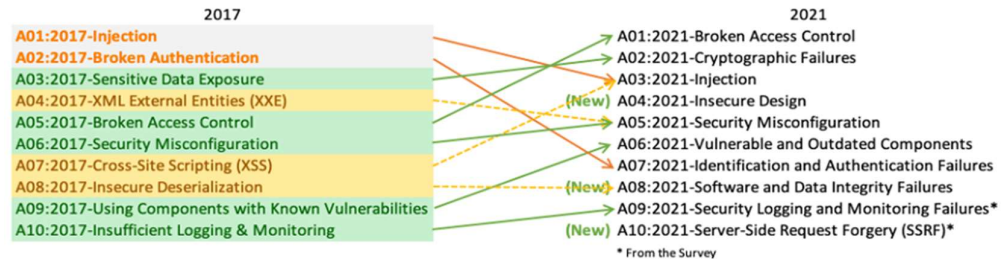 2017 2021
A01:2017-Injection A01:2021-Broken Access Control
A02:2017-Broken Authentication A02:2021-Cryptographic Failures
A03:2017-Sensitive Data Exposure A03:2021-Injection
A04:2017-XML External Entities (XXE) (New) A04:2021-Insecure Design
A05:2017-Broken Access Control A05:2021-Security Misconfiguration
A06:2017-Security Misconfiguration A06:2021-Vulnerable and Outdated Components
A07:2017-Cross-Site Scripting (XSS) A07:2021-Identification and Authentication Failures
A08:2017-Insecure Deserialization (New) A08:2021-Software and Data Integrity Failures
A09:2017-Using Components with Known Vulnerabilities A09:2021-Security Logging and Monitoring Failures*
A10:2017-Insufficient Logging & Monitoring (New) A10:2021-Server-Side Request Forgery (SSRF)*
* From the Survey